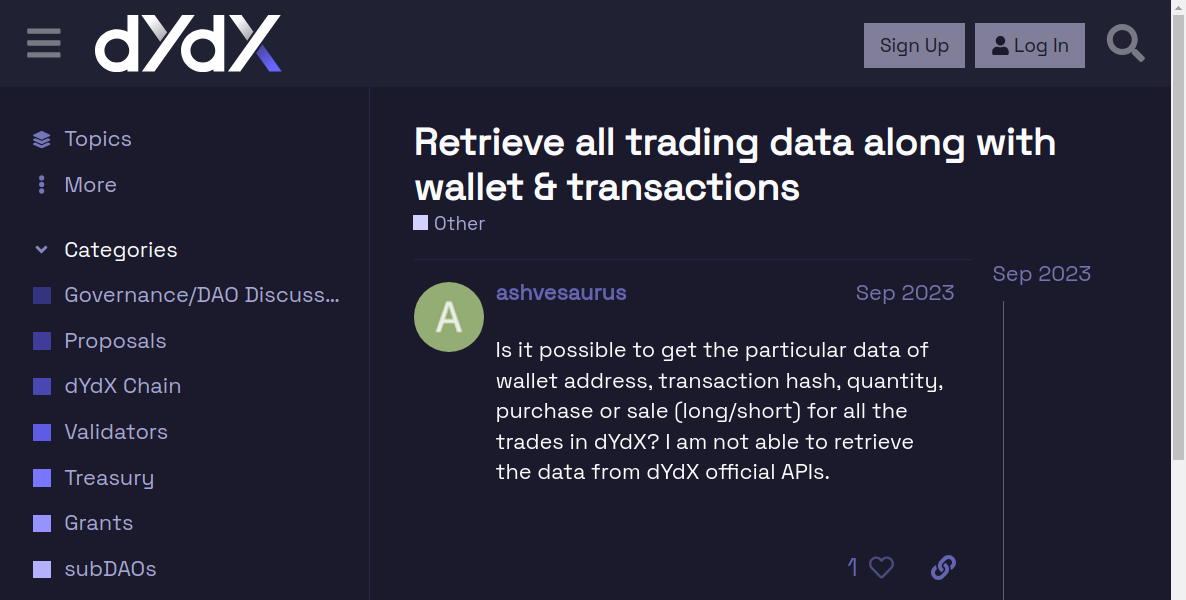 dYdX
Sign Up
Log In
Topics
More
Categories
Governance/DAO Discuss...
Proposals
dYdX Chain
Validators
Treasury
Grants
subDAOs
Retrieve all trading data along with
wallet & transactions
Other
Sep 2023
A
ashvesaurus
Sep 2023
Is it possible to get the particular data of
wallet address, transaction hash, quantity,
purchase or sale (long/short) for all the
trades in dYdX? I am not able to retrieve
the data from dYdX official APIs.
1